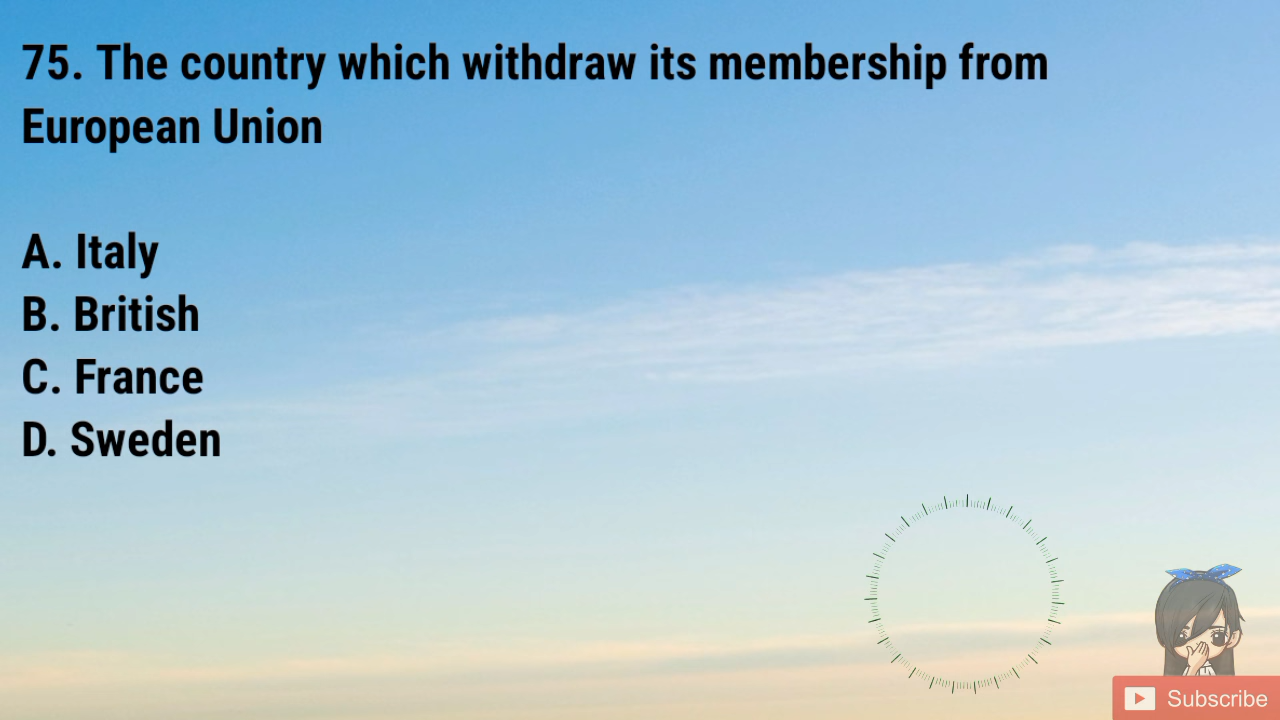 75. The country which withdraw its membership from
European Union
A. Italy
B. British
C. France
D. Sweden
Subscribe